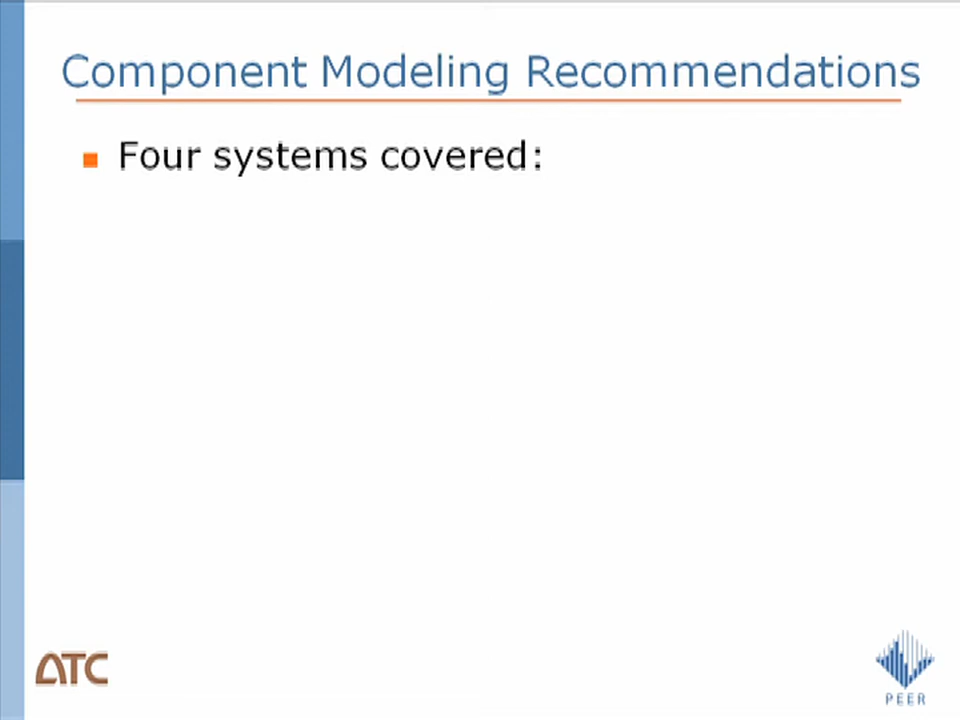 Component Modeling Recommendations
Four systems covered:
ATC
PEER